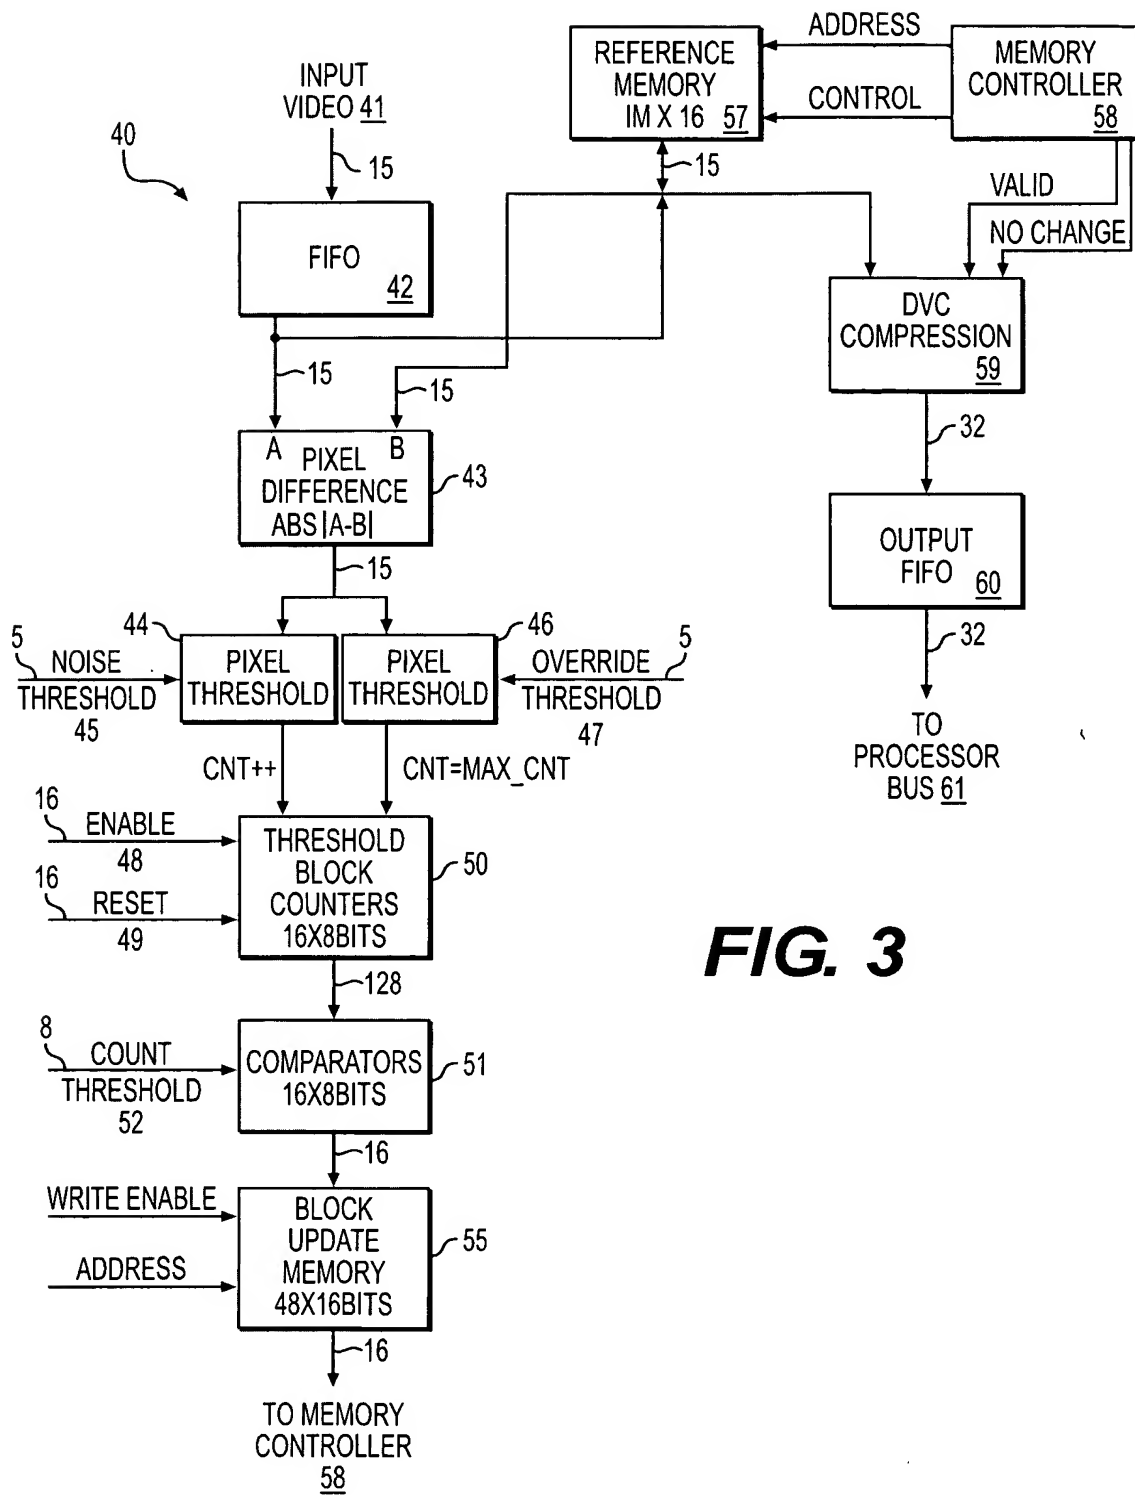 40
INPUT
VIDEO 41
15
FIFO
42
15
15
A
B
PIXEL
DIFFERENCE
ABS |A-B|
43
15
44
PIXEL
THRESHOLD
46
PIXEL
THRESHOLD
5
NOISE
THRESHOLD
45
5
OVERRIDE
THRESHOLD
47
CNT++
CNT=MAX_CNT
16
ENABLE
48
16
RESET
49
THRESHOLD
BLOCK
COUNTERS
16X8BITS
50
128
8
COUNT
THRESHOLD
52
COMPARATORS
16X8BITS
51
16
WRITE ENABLE
ADDRESS
BLOCK
UPDATE
MEMORY
48X16BITS
55
16
TO MEMORY
CONTROLLER
58
REFERENCE
MEMORY
IM X 16 57
15
ADDRESS
CONTROL
MEMORY
CONTROLLER
58
VALID
NO CHANGE
DVC
COMPRESSION
59
32
OUTPUT
FIFO
60
32
TO
PROCESSOR
BUS 61
FIG. 3